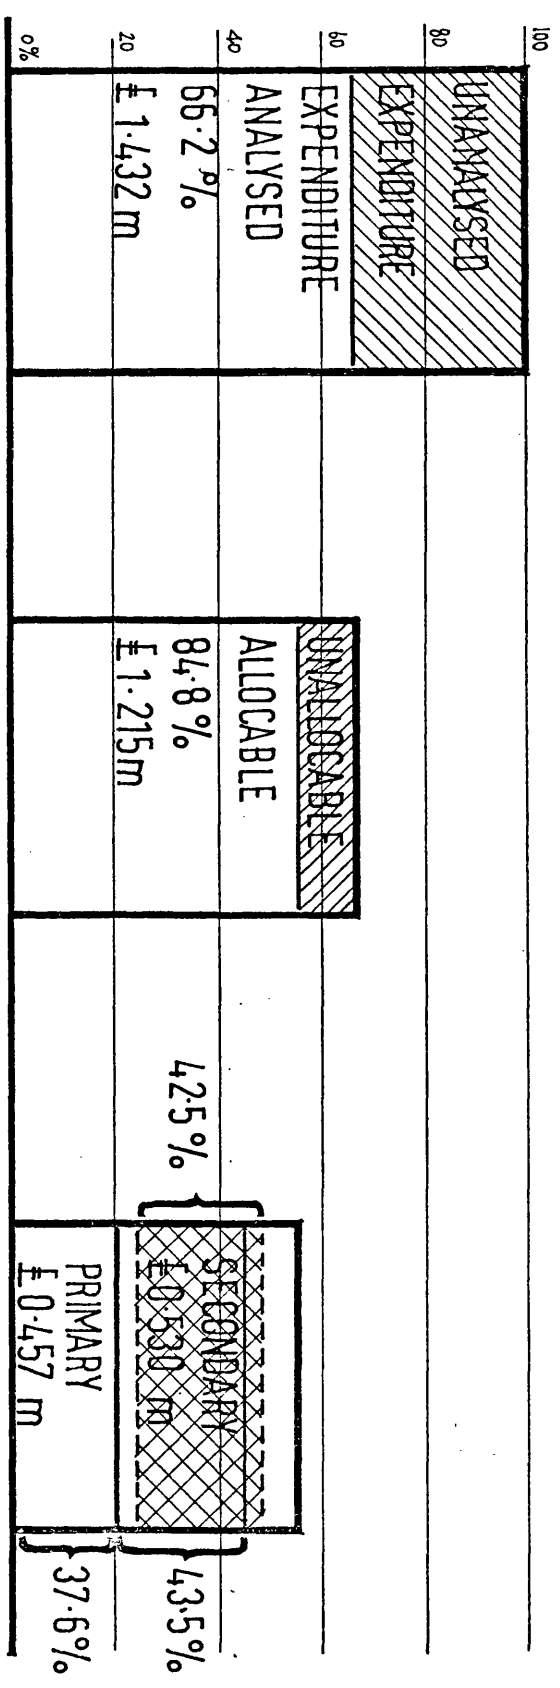 100
80
60
40
20
0%
UNANALYSED
EXPENDITURE
EXPENDITURE
ANALYSED
66·2 %
£1·432 m
UNALLOCABLE
ALLOCABLE
84·8%
£1·215m
42·5%
SECONDARY
£0·530 m
PRIMARY
£0·457 m
43·5%
37·6%